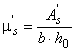 μ's = A's / b · h0